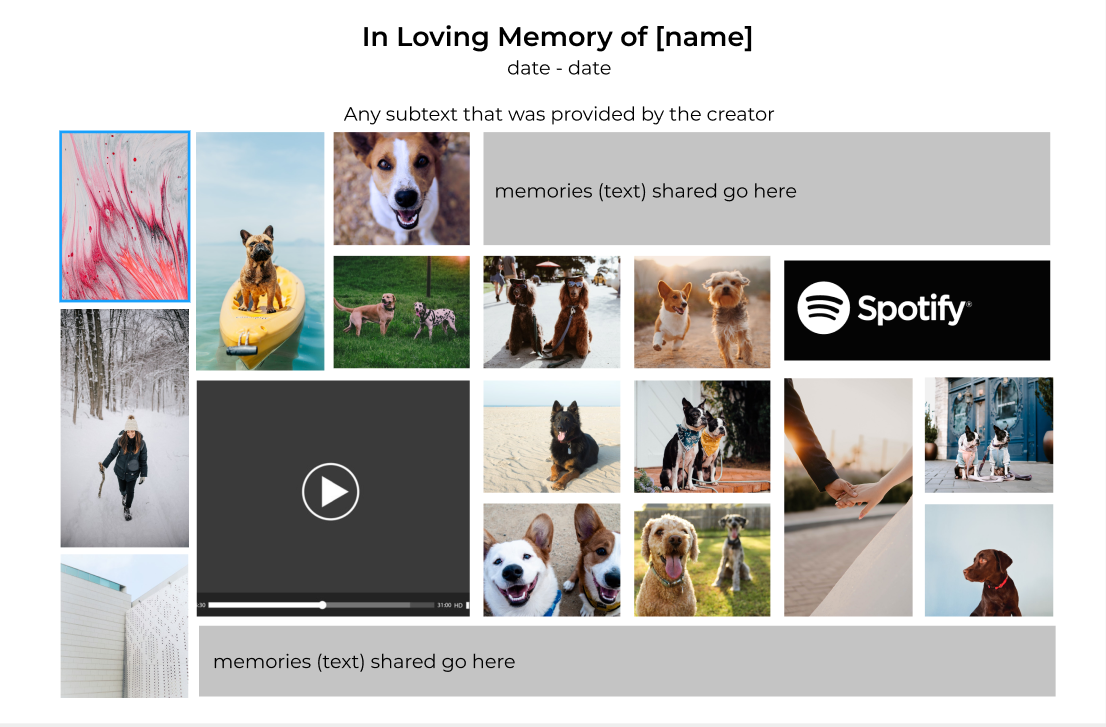 In Loving Memory of [name]
date - date
Any subtext that was provided by the creator
memories (text) shared go here
Spotify®
:30 31:00 HD
memories (text) shared go here